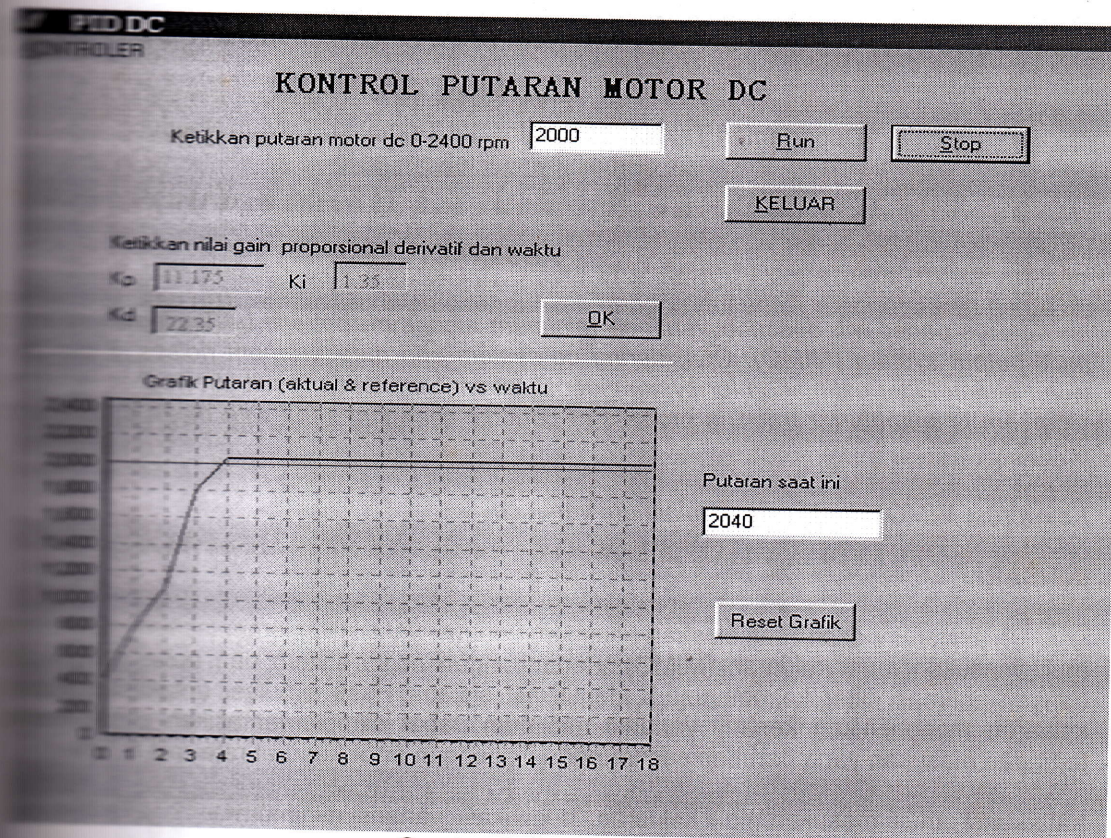 PID DC
CONTROLER
KONTROL PUTARAN MOTOR DC
Ketikkan putaran motor dc 0-2400 rpm 2000 Run Stop
KELUAR
Ketikkan nilai gain proporsional derivatif dan waktu
Kp 11.175 Ki 1.35
Kd 22.35 OK
Grafik Putaran (aktual & reference) vs waktu
Putaran saat ini
2040
Reset Grafik
0 1 2 3 4 5 6 7 8 9 10 11 12 13 14 15 16 17 18